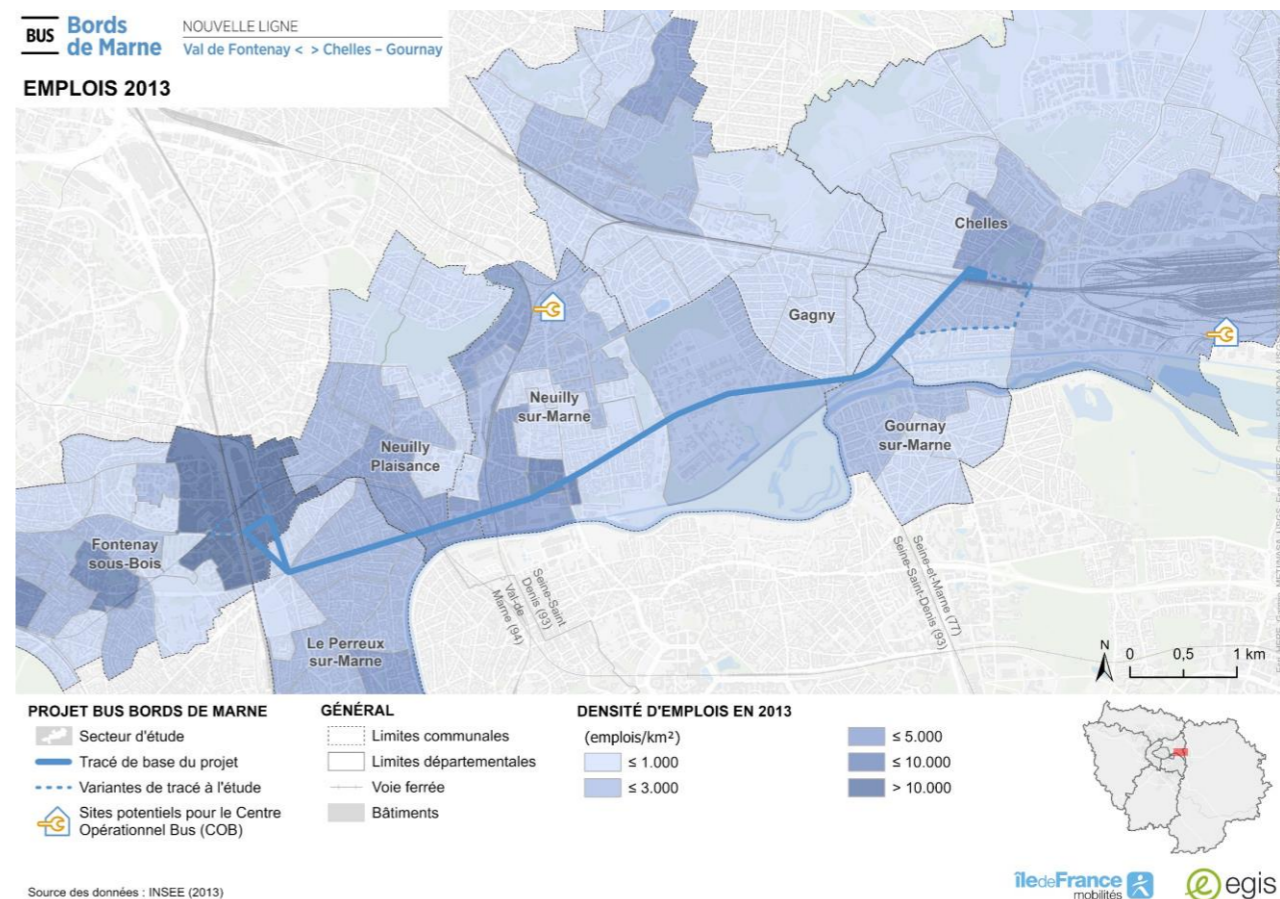 BUS
Bords
de Marne
NOUVELLE LIGNE
Val de Fontenay < > Chelles – Gournay
EMPLOIS 2013
Chelles
Gagny
Neuilly
sur-Marne
Gournay
sur-Marne
Neuilly
Plaisance
Fontenay
sous-Bois
Le Perreux
sur-Marne
Seine-Saint
Denis (93)
Val-de
Marne (94)
Seine-et-Marne (77)
Seine-Saint-Denis (93)
N
0 0,5 1 km
PROJET BUS BORDS DE MARNE
Secteur d'étude
Tracé de base du projet
Variantes de tracé à l'étude
Sites potentiels pour le Centre
Opérationnel Bus (COB)
GÉNÉRAL
Limites communales
Limites départementales
Voie ferrée
Bâtiments
DENSITÉ D'EMPLOIS EN 2013
(emplois/km²)
≤ 1.000
≤ 3.000
≤ 5.000
≤ 10.000
> 10.000
Source des données : INSEE (2013)
îledeFrance
mobilités
egis